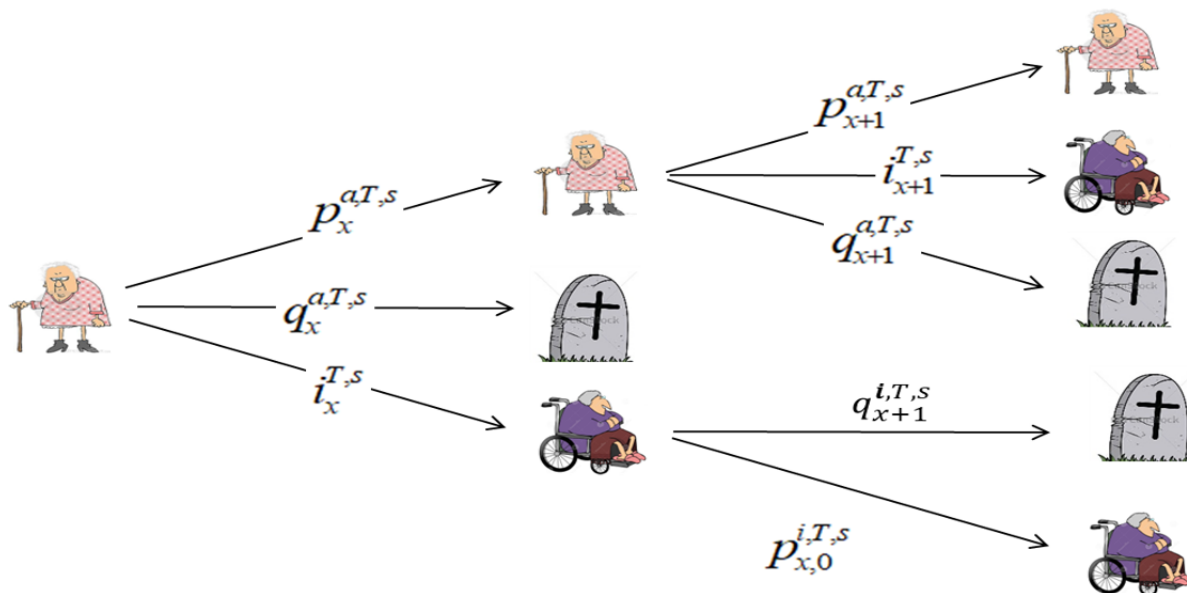 p_{x+1}^{a,T,s}
i_{x+1}^{T,s}
p_x^{a,T,s}
q_{x+1}^{a,T,s}
q_x^{a,T,s}
i_x^{T,s}
q_{x+1}^{i,T,s}
p_{x,0}^{i,T,s}